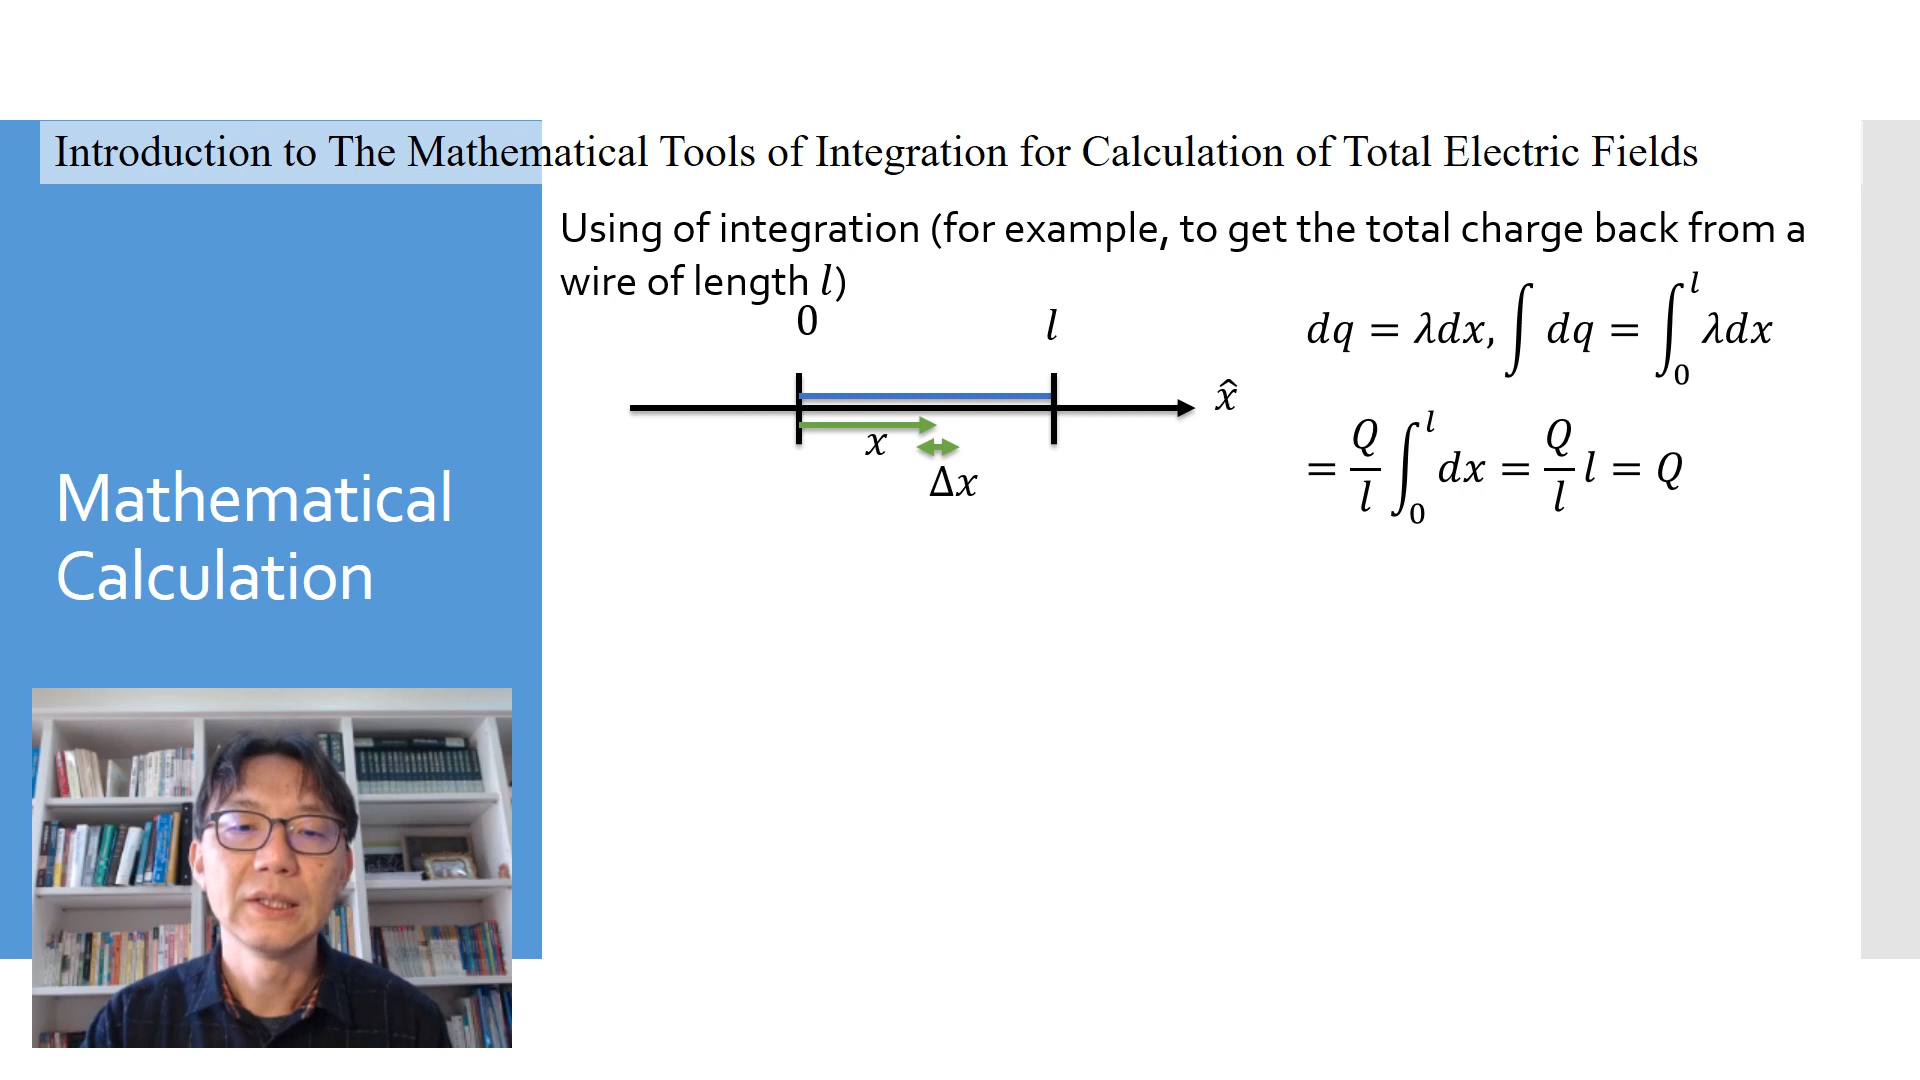 Introduction to The Mathematical Tools of Integration for Calculation of Total Electric Fields
Using of integration (for example, to get the total charge back from a
wire of length l)
0
l
x̂
x
Δx
dq = λdx, ∫ dq = ∫₀ˡ λdx
= Q/l ∫₀ˡ dx = Q/l l = Q
Mathematical
Calculation